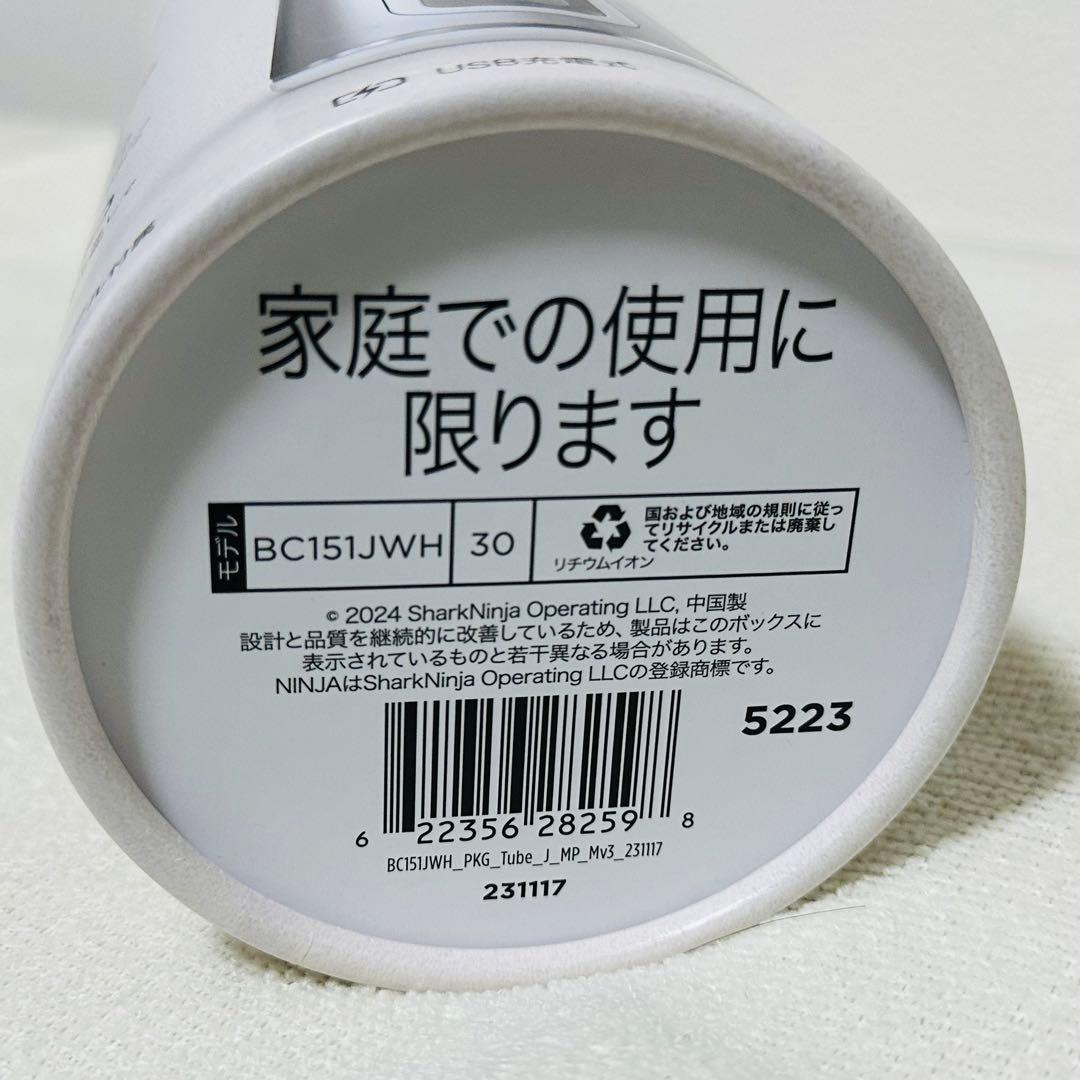 USB充電式
家庭での使用に
限ります
モデル
BC151JWH
30
国および地域の規則に従っ
てリサイクルまたは廃棄し
てください。
リチウムイオン
© 2024 SharkNinja Operating LLC, 中国製
設計と品質を継続的に改善しているため、製品はこのボックスに
表示されているものと若干異なる場合があります。
NINJAはSharkNinja Operating LLCの登録商標です。
5223
6 22356 28259 8
BC151JWH_PKG_Tube_J_MP_Mv3_231117
231117